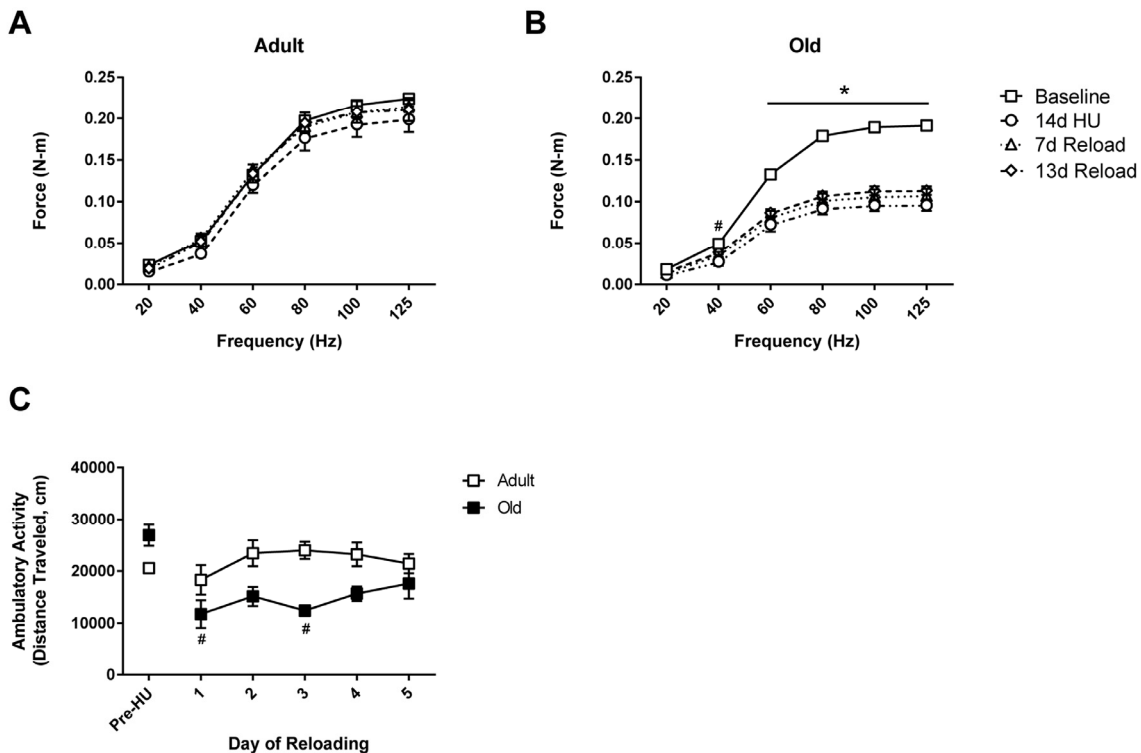 A
B
Adult
Old
0.25
0.20
0.15
0.10
0.05
0.00
Force (N-m)
20
40
60
80
100
125
Frequency (Hz)
0.25
0.20
0.15
0.10
0.05
0.00
Force (N-m)
*
#
20
40
60
80
100
125
Frequency (Hz)
Baseline
14d HU
7d Reload
13d Reload
C
40000
30000
20000
10000
0
Ambulatory Activity
(Distance Traveled, cm)
#
#
Pre-HU
1
2
3
4
5
Day of Reloading
Adult
Old